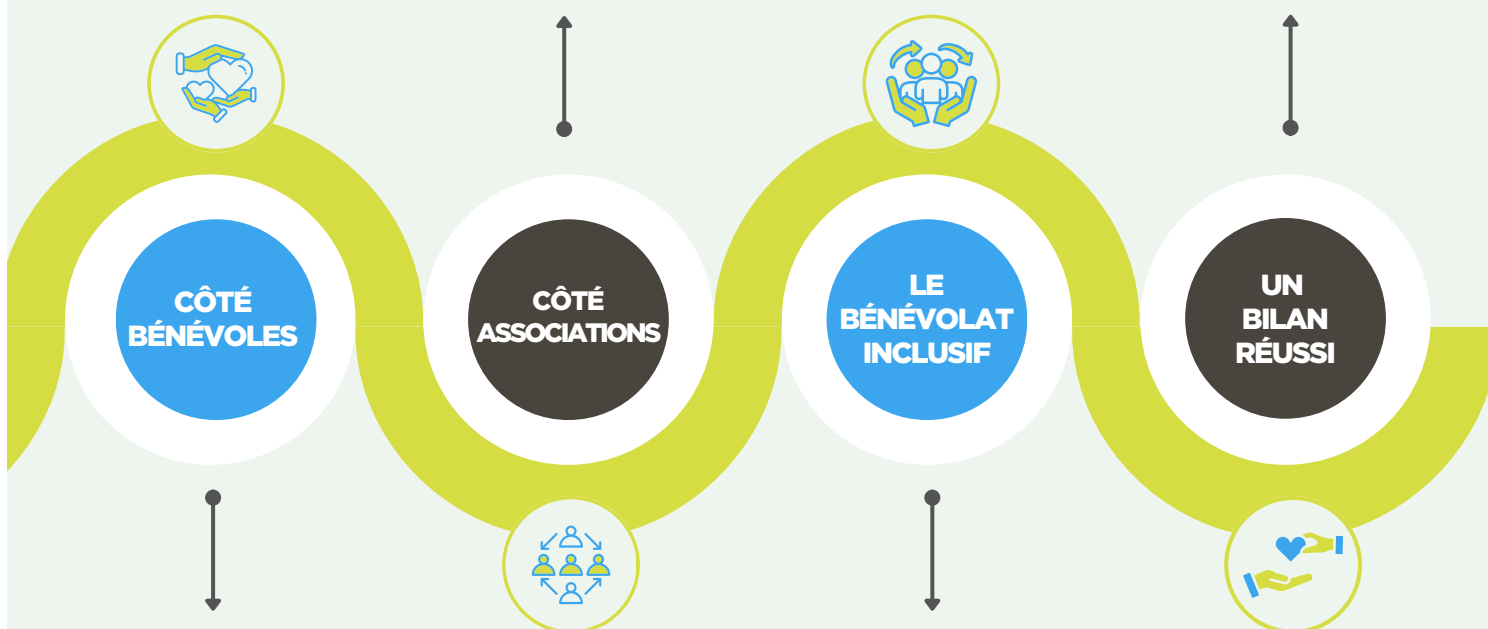 CÔTÉ
BÉNÉVOLES
CÔTÉ
ASSOCIATIONS
LE
BÉNÉVOLAT
INCLUSIF
UN
BILAN
RÉUSSI